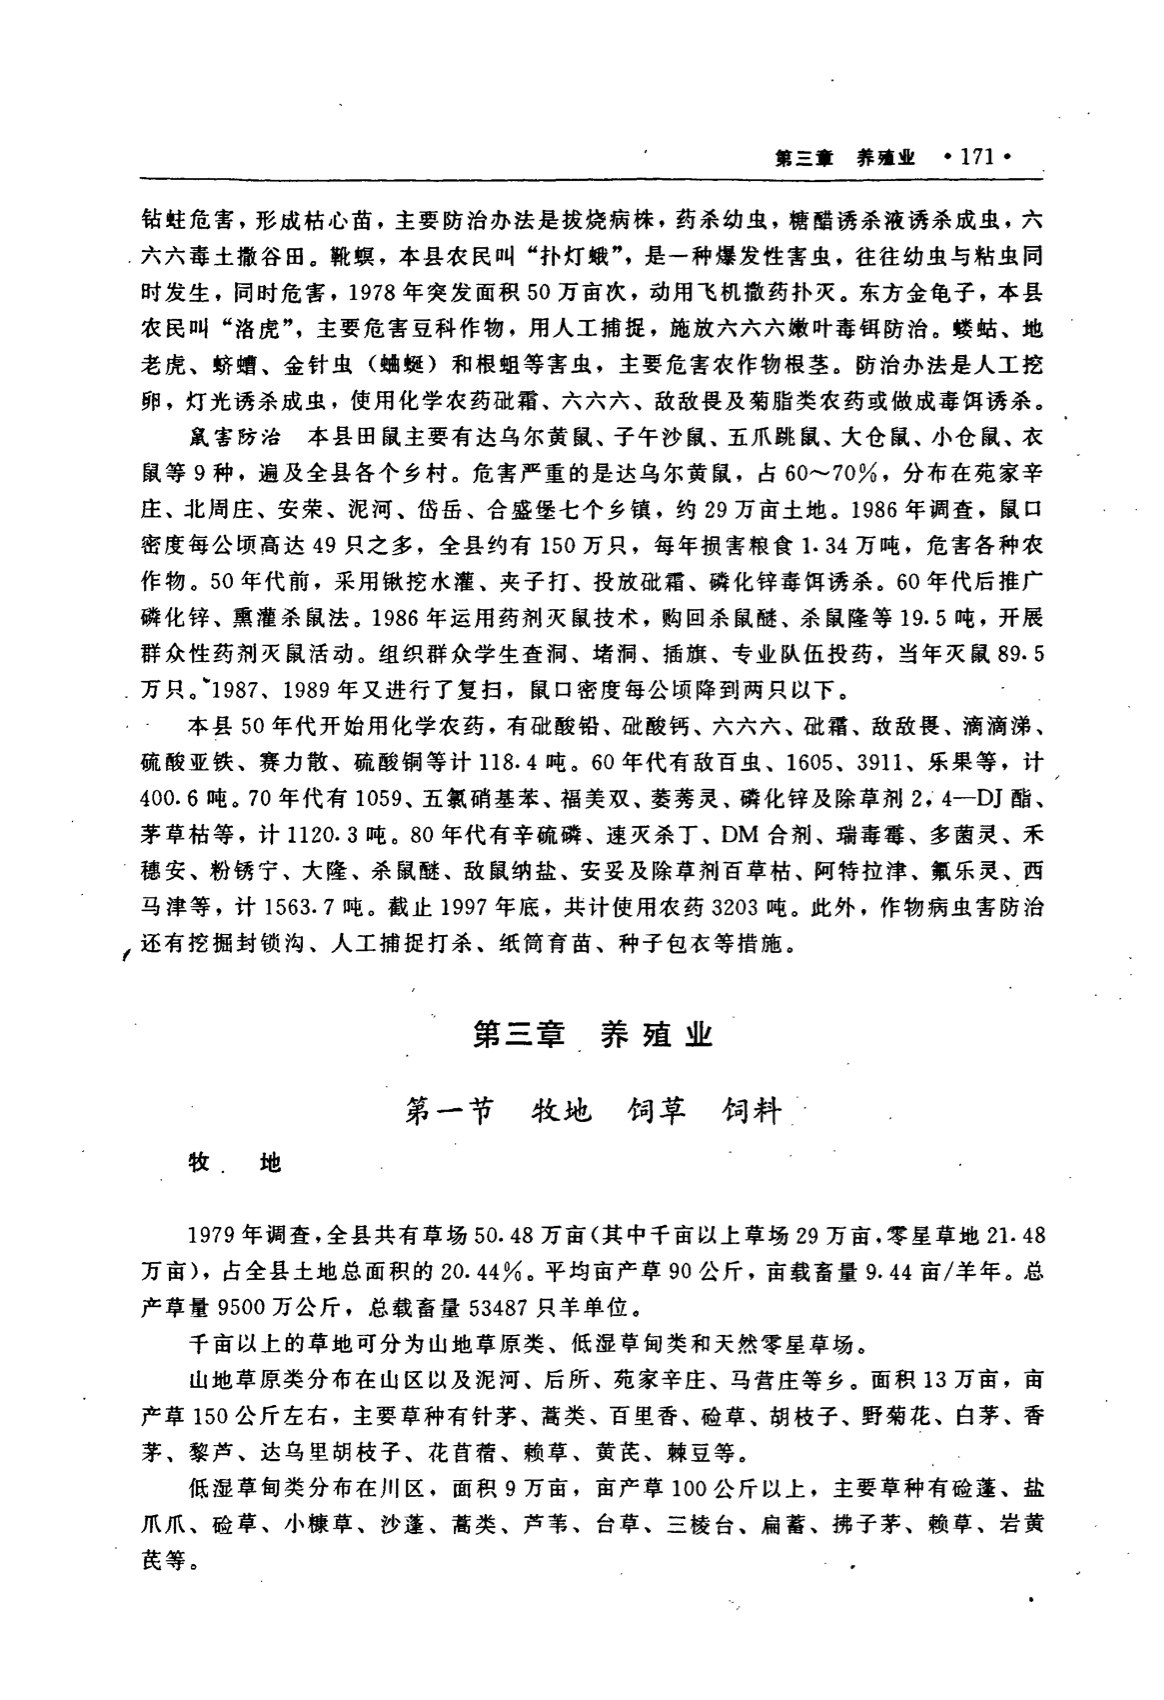 第三章 养殖业 ·171·
钻蛀危害，形成枯心苗，主要防治办法是拔烧病株，药杀幼虫，糖醋诱杀液诱杀成虫，六
六六毒土撒谷田。靴螟，本县农民叫“扑灯蛾”，是一种爆发性害虫，往往幼虫与粘虫同
时发生，同时危害，1978年突发面积50万亩次，动用飞机撒药扑灭。东方金龟子，本县
农民叫“洛虎”，主要危害豆科作物，用人工捕捉，施放六六六嫩叶毒铒防治。蝼蛄、地
老虎、蛴螬、金针虫（蛐蜒）和根蛆等害虫，主要危害农作物根茎。防治办法是人工挖
卵，灯光诱杀成虫，使用化学农药砒霜、六六六、敌敌畏及菊脂类农药或做成毒饵诱杀。
鼠害防治 本县田鼠主要有达乌尔黄鼠、子午沙鼠、五爪跳鼠、大仓鼠、小仓鼠、衣
鼠等9种，遍及全县各个乡村。危害严重的是达乌尔黄鼠，占60～70%，分布在苑家辛
庄、北周庄、安荣、泥河、岱岳、合盛堡七个乡镇，约29万亩土地。1986年调查，鼠口
密度每公顷高达49只之多，全县约有150万只，每年损害粮食1.34万吨，危害各种农
作物。50年代前，采用锹挖水灌、夹子打、投放砒霜、磷化锌毒饵诱杀。60年代后推广
磷化锌、熏灌杀鼠法。1986年运用药剂灭鼠技术，购回杀鼠醚、杀鼠隆等19.5吨，开展
群众性药剂灭鼠活动。组织群众学生查洞、堵洞、插旗、专业队伍投药，当年灭鼠89.5
万只。1987、1989年又进行了复扫，鼠口密度每公顷降到两只以下。
本县50年代开始用化学农药，有砒酸铅、砒酸钙、六六六、砒霜、敌敌畏、滴滴涕、
硫酸亚铁、赛力散、硫酸铜等计118.4吨。60年代有敌百虫、1605、3911、乐果等，计
400.6吨。70年代有1059、五氯硝基苯、福美双、萎莠灵、磷化锌及除草剂2，4—DJ酯、
茅草枯等，计1120.3吨。80年代有辛硫磷、速灭杀丁、DM合剂、瑞毒霉、多菌灵、禾
穗安、粉锈宁、大隆、杀鼠醚、敌鼠纳盐、安妥及除草剂百草枯、阿特拉津、氟乐灵、西
马津等，计1563.7吨。截止1997年底，共计使用农药3203吨。此外，作物病虫害防治
还有挖掘封锁沟、人工捕捉打杀、纸筒育苗、种子包衣等措施。
第三章 养殖业
第一节 牧地 饲草 饲料
牧 地
1979年调查，全县共有草场50.48万亩（其中千亩以上草场29万亩，零星草地21.48
万亩），占全县土地总面积的20.44%。平均亩产草90公斤，亩载畜量9.44亩/羊年。总
产草量9500万公斤，总载畜量53487只羊单位。
千亩以上的草地可分为山地草原类、低湿草甸类和天然零星草场。
山地草原类分布在山区以及泥河、后所、苑家辛庄、马营庄等乡。面积13万亩，亩
产草150公斤左右，主要草种有针茅、蒿类、百里香、硷草、胡枝子、野菊花、白茅、香
茅、黎芦、达乌里胡枝子、花苜蓿、赖草、黄芪、棘豆等。
低湿草甸类分布在川区，面积9万亩，亩产草100公斤以上，主要草种有硷蓬、盐
爪爪、硷草、小糠草、沙蓬、蒿类、芦苇、台草、三棱台、扁蓄、拂子茅、赖草、岩黄
芪等。